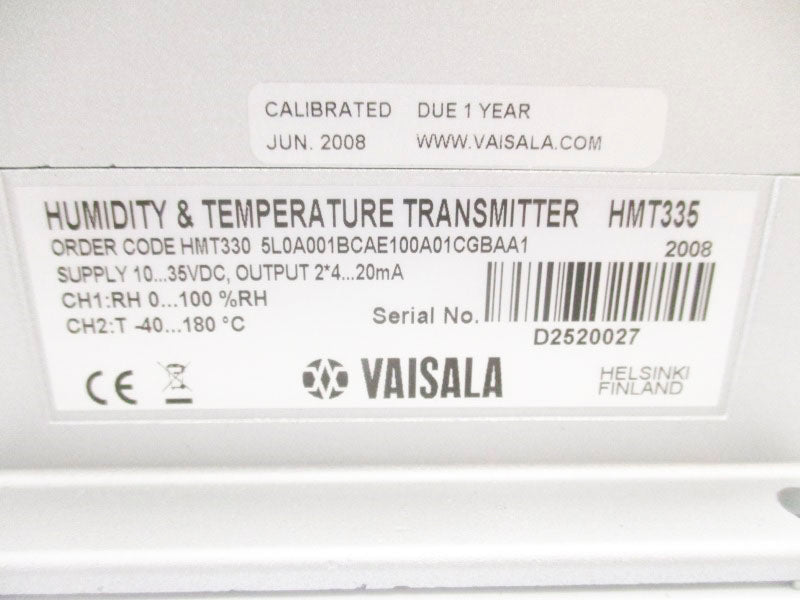 CALIBRATED DUE 1 YEAR
JUN. 2008 WWW.VAISALA.COM
HUMIDITY & TEMPERATURE TRANSMITTER HMT335
ORDER CODE HMT330 5L0A001BCAE100A01CGBAA1 2008
SUPPLY 10...35VDC, OUTPUT 2*4...20mA
CH1:RH 0...100 %RH
CH2:T -40...180 °C
Serial No.
D2520027
CE VAISALA
HELSINKI
FINLAND